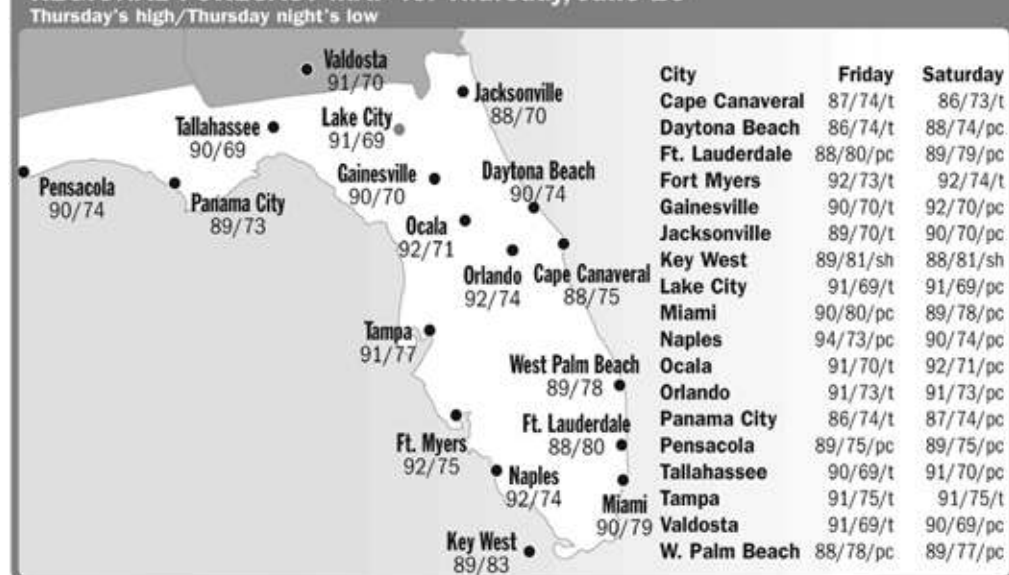 Thursday's high/Thursday night's low
Valdosta
91/70
Jacksonville
88/70
Tallahassee
90/69
Lake City
91/69
Pensacola
90/74
Panama City
89/73
Gainesville
90/70
Daytona Beach
90/74
Ocala
92/71
Orlando
92/74
Cape Canaveral
88/75
Tampa
91/77
West Palm Beach
89/78
Ft. Lauderdale
88/80
Ft. Myers
92/75
Naples
92/74
Miami
90/79
Key West
89/83
City Friday Saturday
Cape Canaveral 87/74/t 86/73/t
Daytona Beach 86/74/t 88/74/pc
Ft. Lauderdale 88/80/pc 89/79/pc
Fort Myers 92/73/t 92/74/t
Gainesville 90/70/t 92/70/pc
Jacksonville 89/70/t 90/70/pc
Key West 89/81/sh 88/81/sh
Lake City 91/69/t 91/69/pc
Miami 90/80/pc 89/78/pc
Naples 94/73/pc 90/74/pc
Ocala 91/70/t 92/71/pc
Orlando 91/73/t 91/73/pc
Panama City 86/74/t 87/74/pc
Pensacola 89/75/pc 89/75/pc
Tallahassee 90/69/t 91/70/pc
Tampa 91/75/t 91/75/t
Valdosta 91/69/t 90/69/pc
W. Palm Beach 88/78/pc 89/77/pc